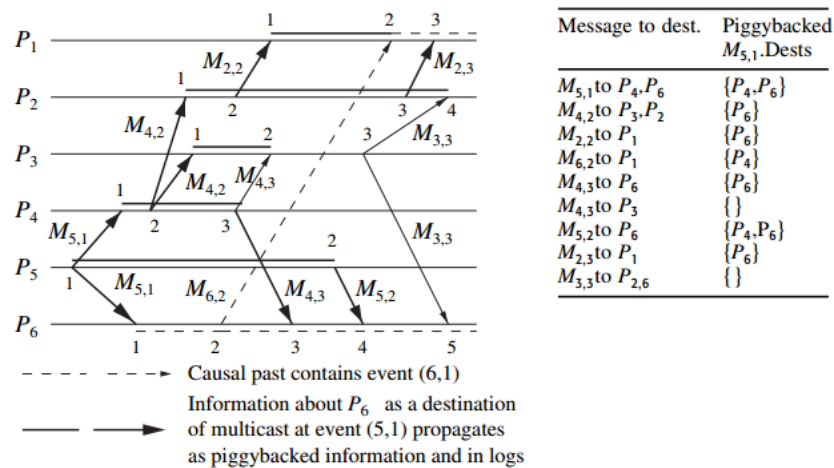 P1 1 2 3
M2,2 M2,3
P2 1 2 3 4
M4,2 M3,3
P3 1 2 3
M4,2 M4,3
P4 1 2 3
M5,1 M3,3
P5 1 2
M5,1 M6,2 M4,3 M5,2
P6
1 2 3 4 5
Causal past contains event (6,1)
Information about P6 as a destination
of multicast at event (5,1) propagates
as piggybacked information and in logs
Message to dest. Piggybacked
M5,1.Dests
M5,1 to P4,P6 {P4,P6}
M4,2 to P3,P2 {P6}
M2,2 to P1 {P6}
M6,2 to P1 {P4}
M4,3 to P6 {P6}
M4,3 to P3 {}
M5,2 to P6 {P4,P6}
M2,3 to P1 {P6}
M3,3 to P2,6 {}